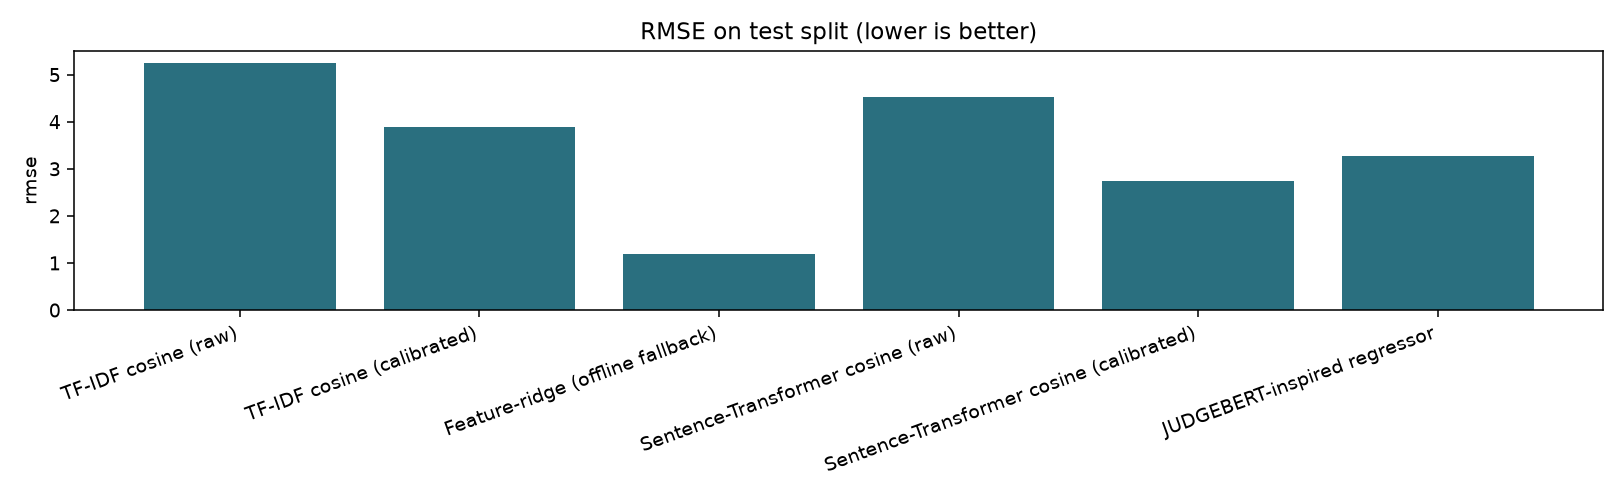 RMSE on test split (lower is better)
rmse
5
4
3
2
1
0
TF-IDF cosine (raw)
TF-IDF cosine (calibrated)
Feature-ridge (offline fallback)
Sentence-Transformer cosine (raw)
Sentence-Transformer cosine (calibrated)
JUDGEBERT-inspired regressor